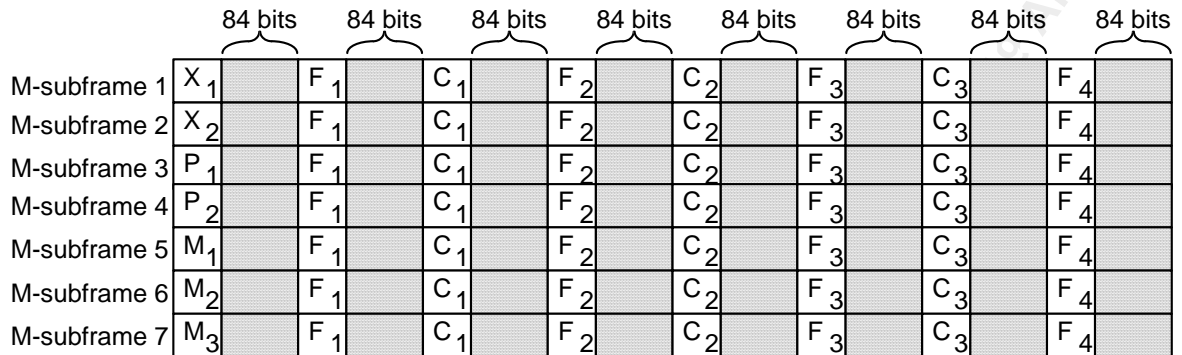 84 bits 84 bits 84 bits 84 bits 84 bits 84 bits 84 bits 84 bits
M-subframe 1 X1 F1 C1 F2 C2 F3 C3 F4
M-subframe 2 X2 F1 C1 F2 C2 F3 C3 F4
M-subframe 3 P1 F1 C1 F2 C2 F3 C3 F4
M-subframe 4 P2 F1 C1 F2 C2 F3 C3 F4
M-subframe 5 M1 F1 C1 F2 C2 F3 C3 F4
M-subframe 6 M2 F1 C1 F2 C2 F3 C3 F4
M-subframe 7 M3 F1 C1 F2 C2 F3 C3 F4